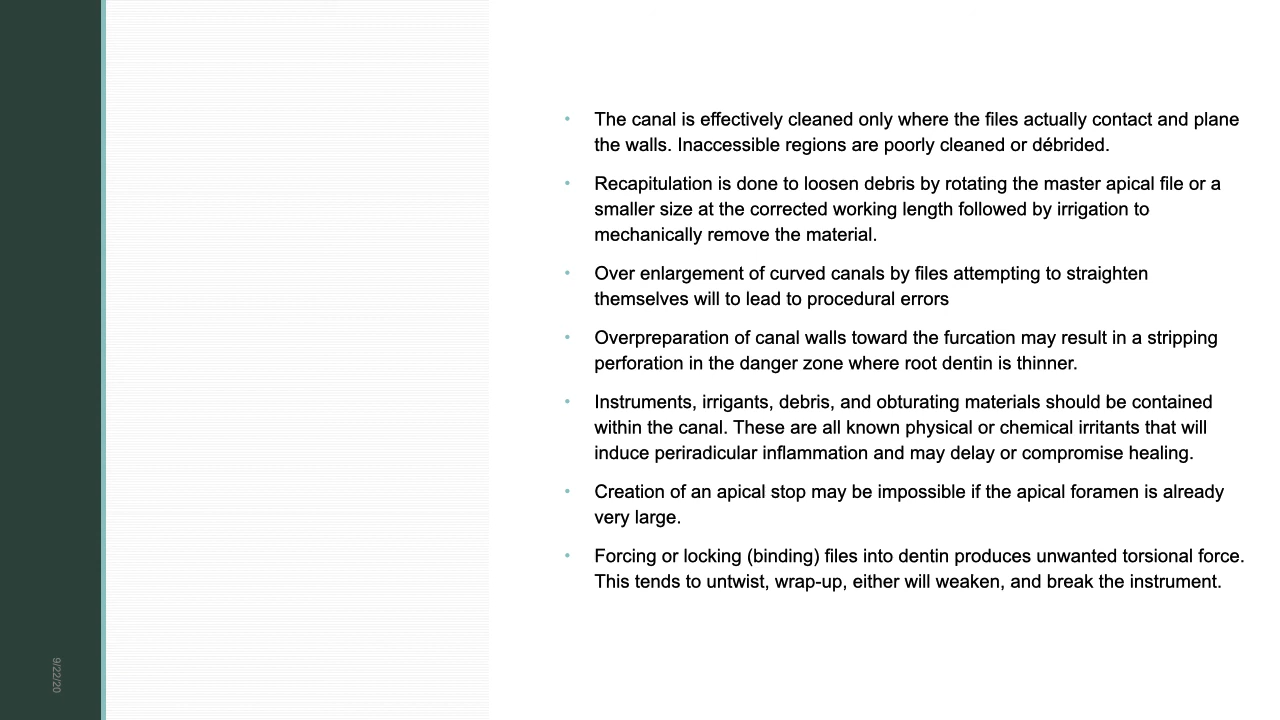 • The canal is effectively cleaned only where the files actually contact and plane
the walls. Inaccessible regions are poorly cleaned or débrided.
• Recapitulation is done to loosen debris by rotating the master apical file or a
smaller size at the corrected working length followed by irrigation to
mechanically remove the material.
• Over enlargement of curved canals by files attempting to straighten
themselves will to lead to procedural errors
• Overpreparation of canal walls toward the furcation may result in a stripping
perforation in the danger zone where root dentin is thinner.
• Instruments, irrigants, debris, and obturating materials should be contained
within the canal. These are all known physical or chemical irritants that will
induce periradicular inflammation and may delay or compromise healing.
• Creation of an apical stop may be impossible if the apical foramen is already
very large.
• Forcing or locking (binding) files into dentin produces unwanted torsional force.
This tends to untwist, wrap-up, either will weaken, and break the instrument.
9/22/20